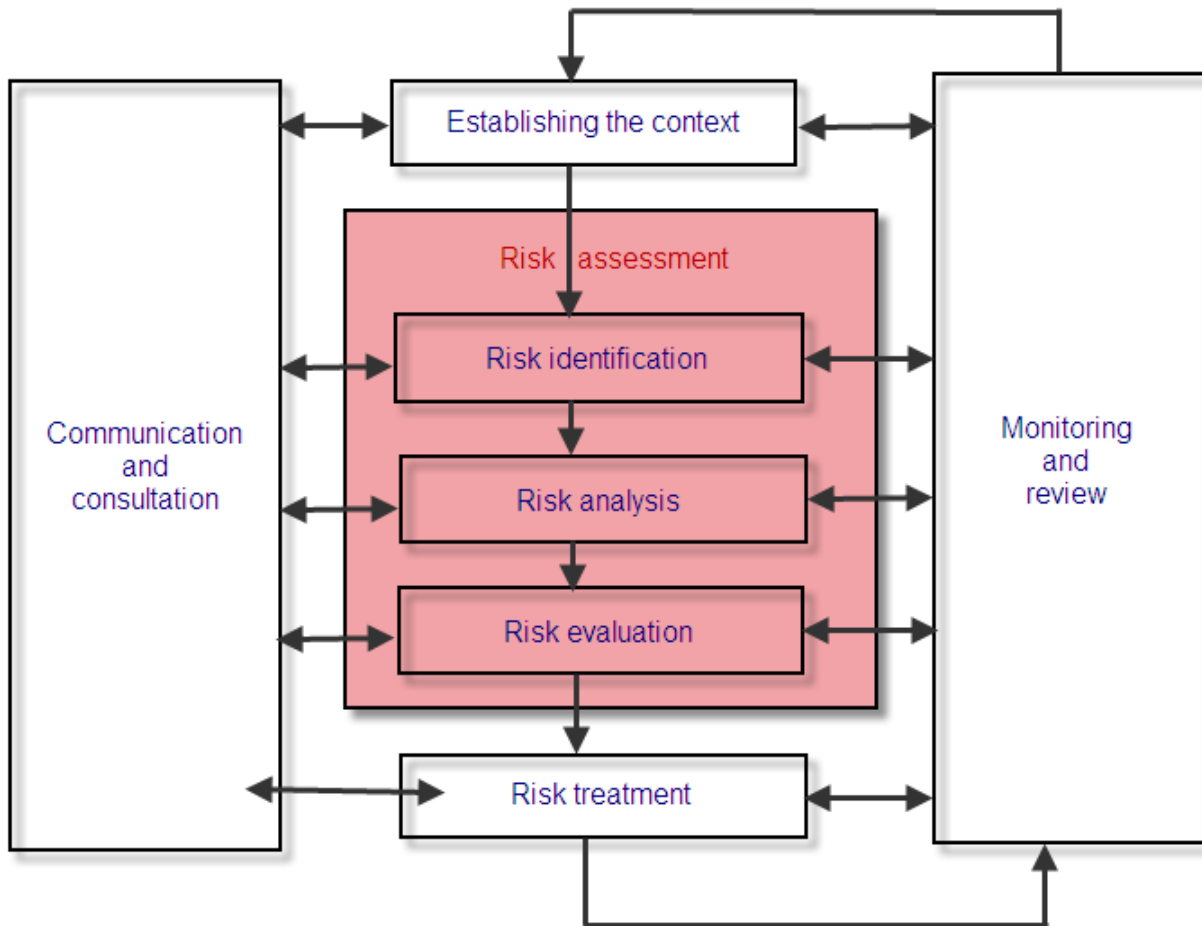 Establishing the context
Risk assessment
Risk identification
Communication
and
consultation
Monitoring
and
review
Risk analysis
Risk evaluation
Risk treatment